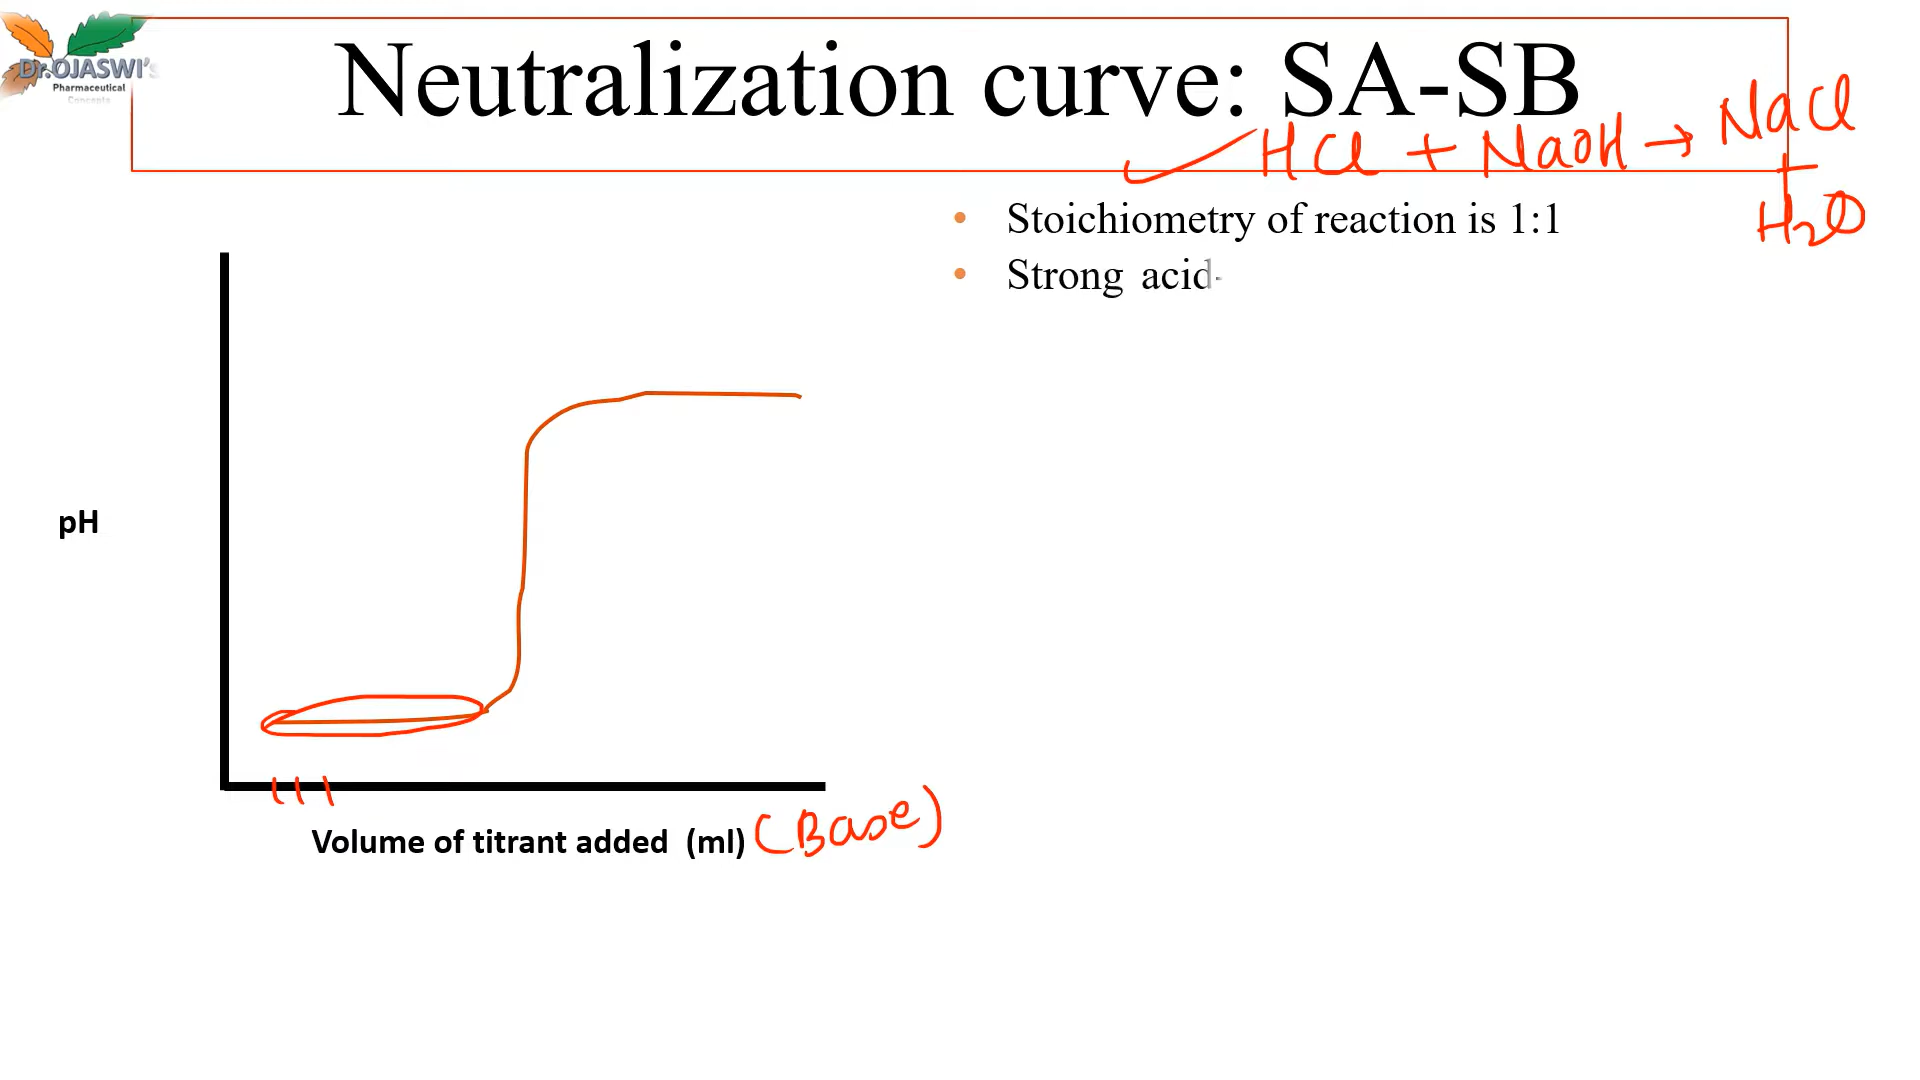 Dr.OJASWI's
Pharmaceutical
Concepts
Neutralization curve: SA-SB
HCl + NaOH → NaCl
+
H2O
• Stoichiometry of reaction is 1:1
• Strong acid-
pH
Volume of titrant added (ml) (Base)